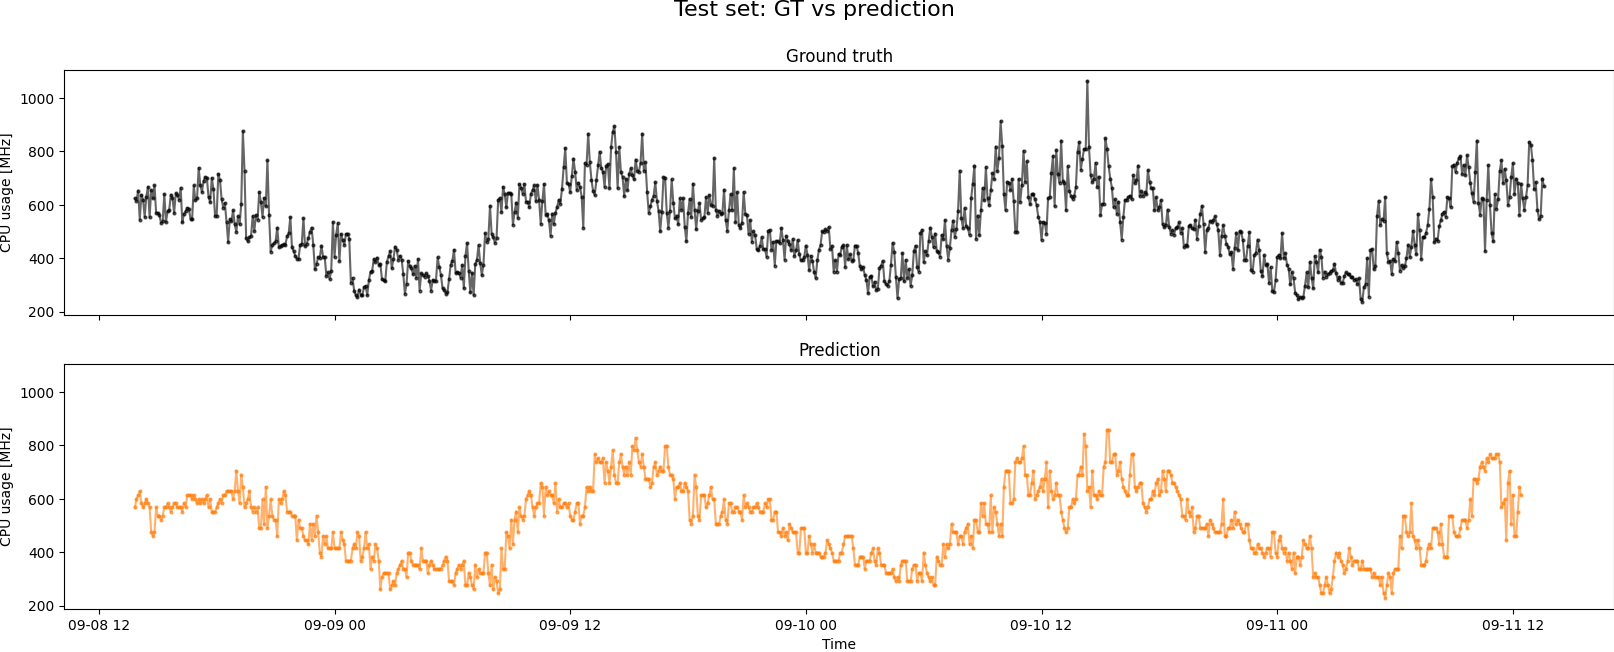 Test set: GT vs prediction
Ground truth
CPU usage [MHz]
1000
800
600
400
200
Prediction
CPU usage [MHz]
1000
800
600
400
200
09-08 12
09-09 00
09-09 12
09-10 00
09-10 12
09-11 00
09-11 12
Time